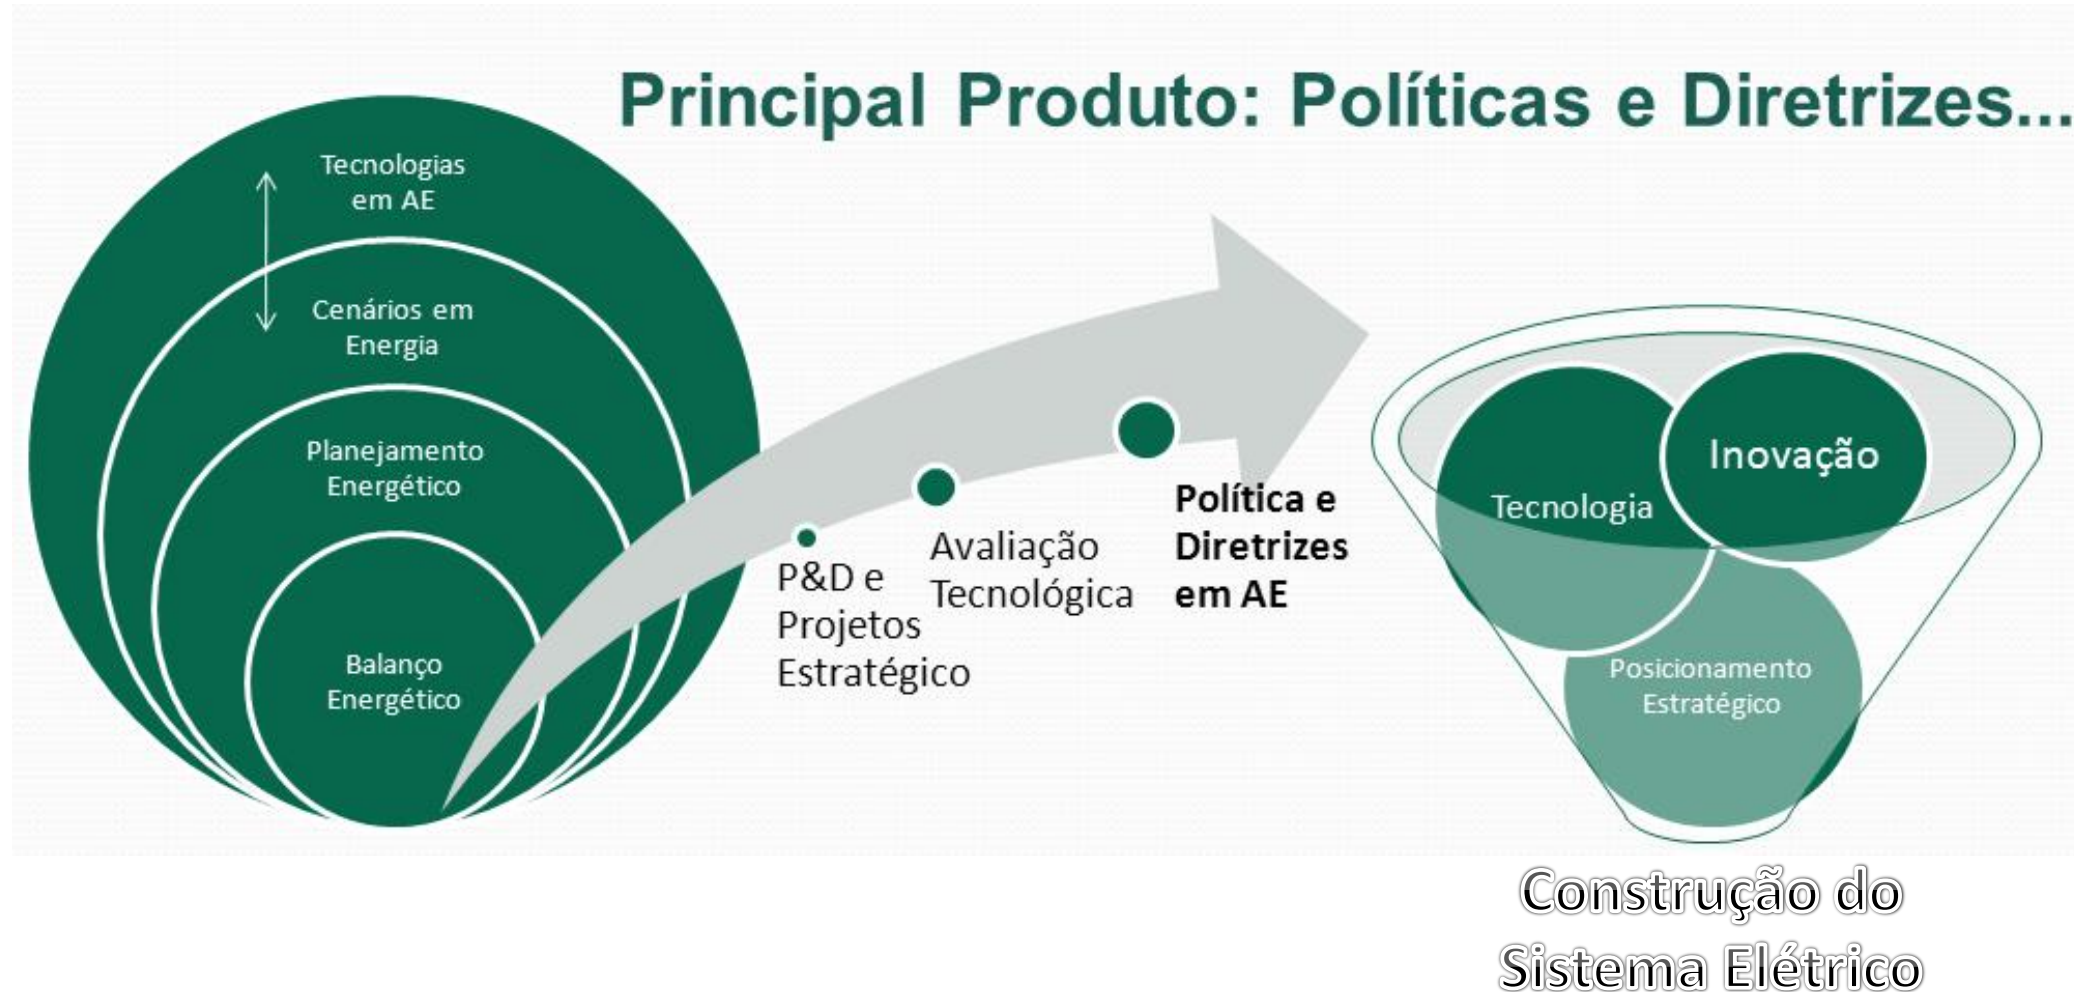 Principal Produto: Políticas e Diretrizes...
Tecnologias
em AE
Cenários em
Energia
Planejamento
Energético
Balanço
Energético
P&D e
Projetos
Estratégico
Avaliação
Tecnológica
Política e
Diretrizes
em AE
Tecnologia
Inovação
Posicionamento
Estratégico
Construção do
Sistema Elétrico